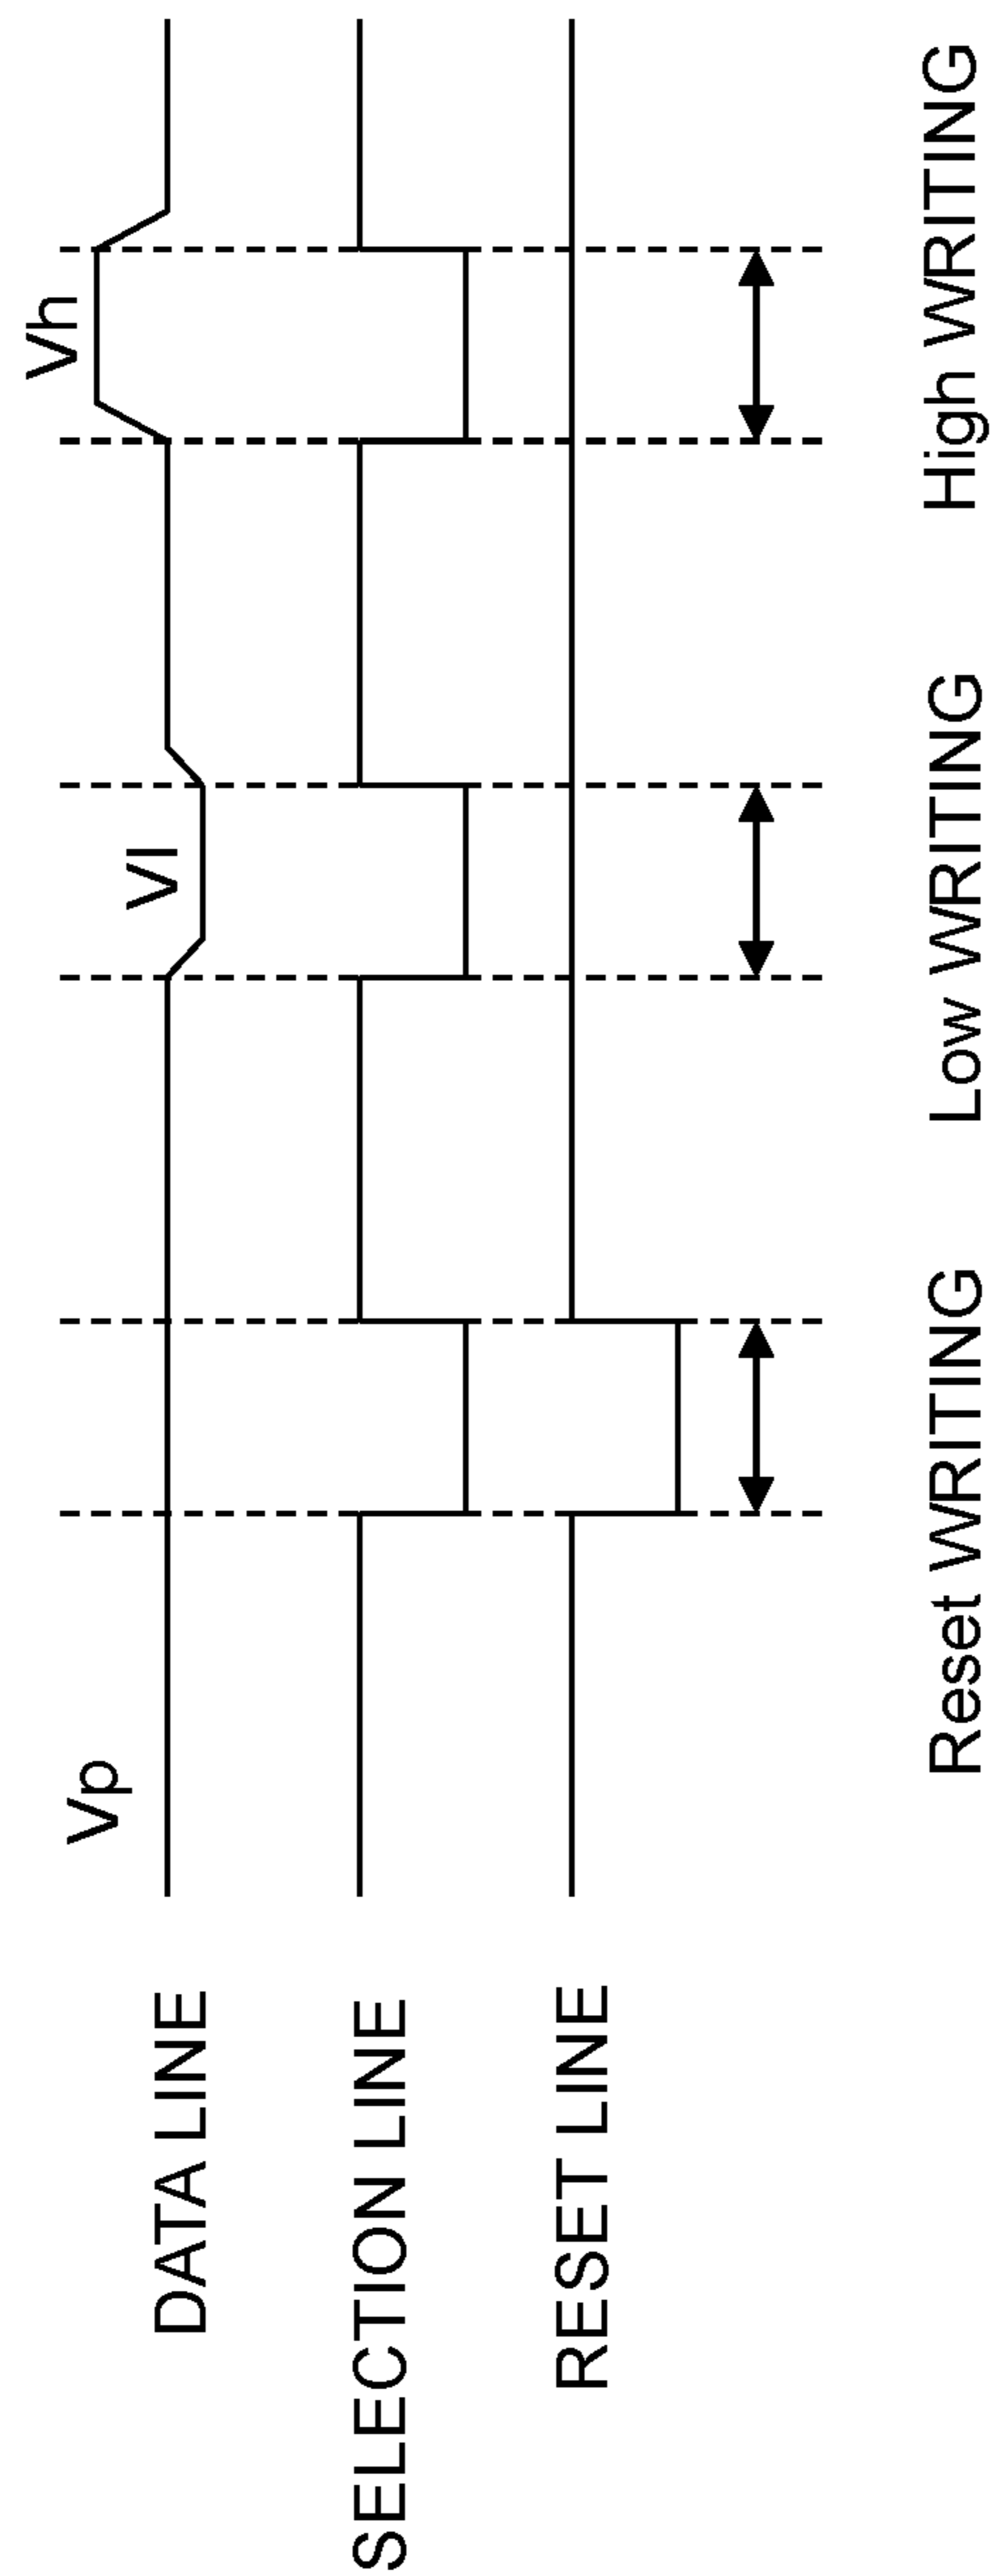 Vp
Vl
Vh
DATA LINE
SELECTION LINE
RESET LINE
Reset WRITING
Low WRITING
High WRITING